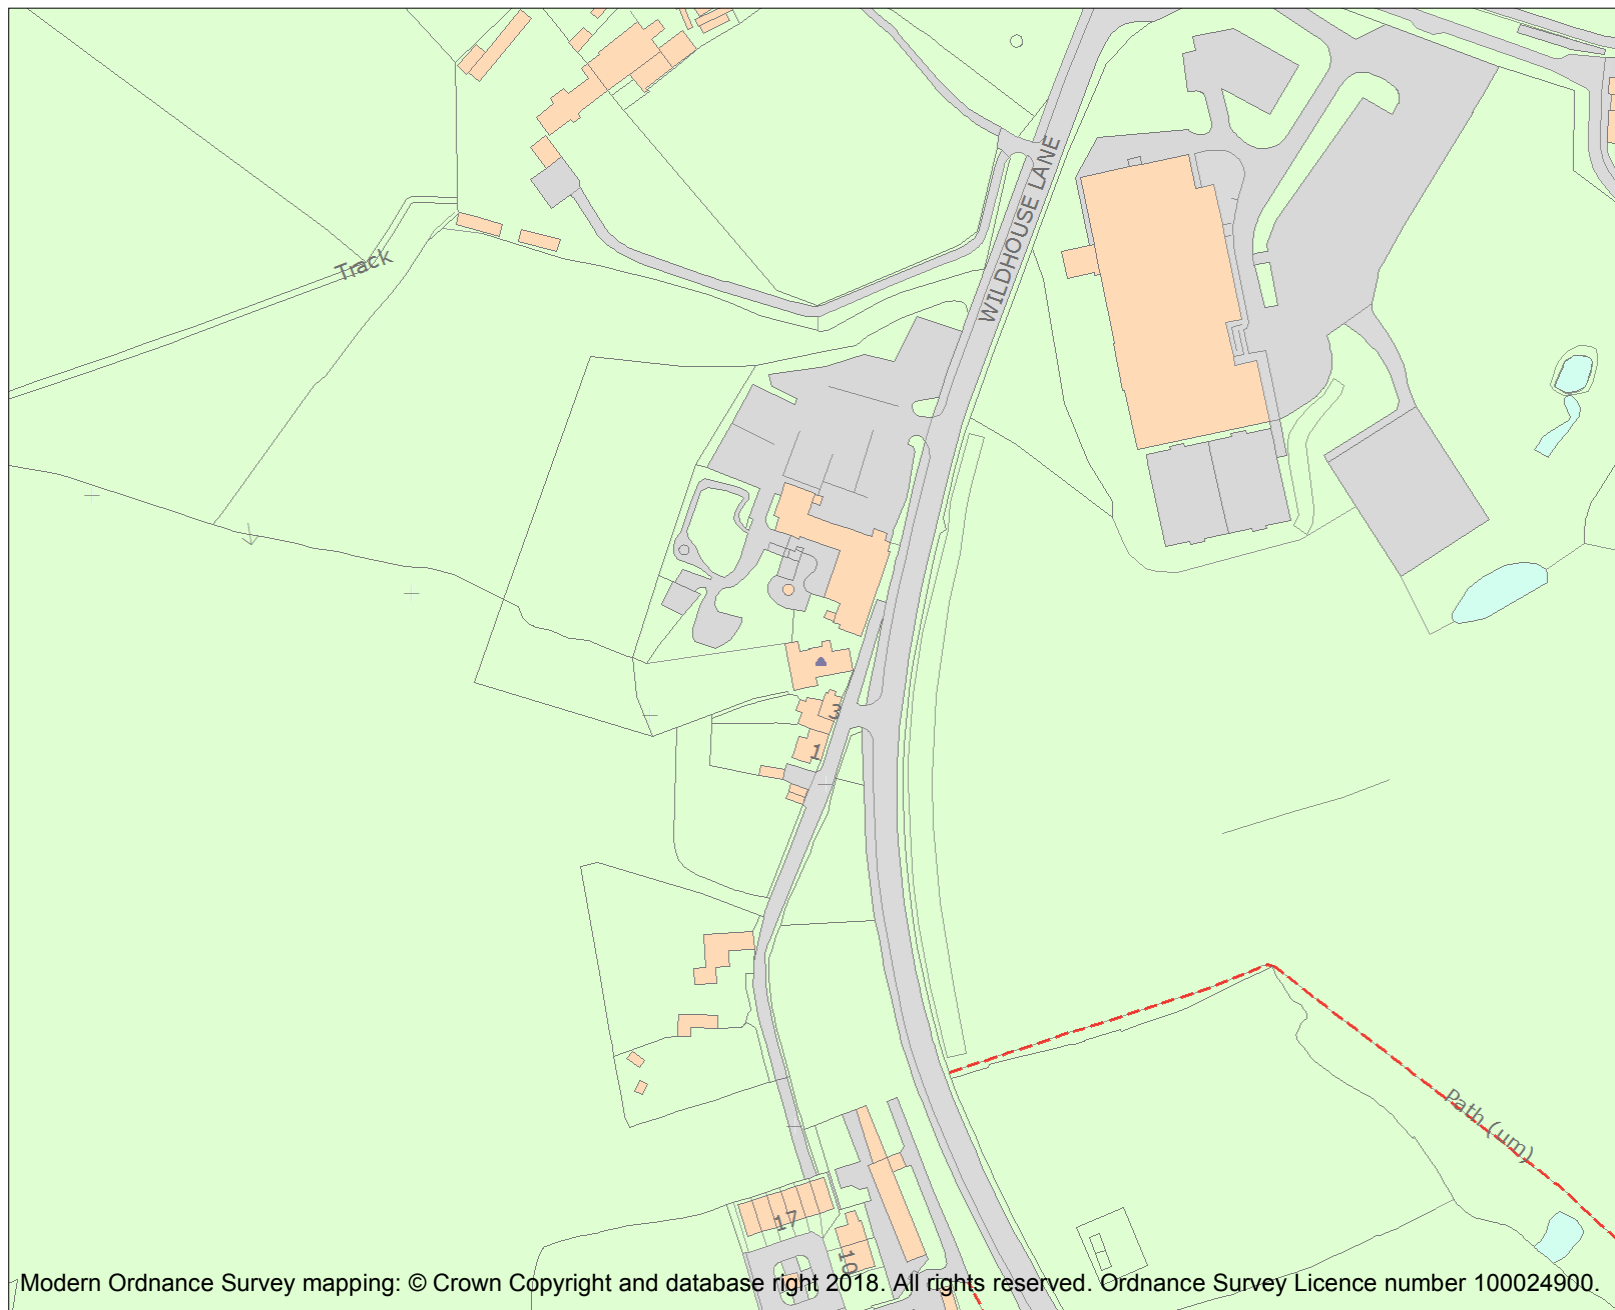 WILDHOUSE LANE
Track
3
1
Path (um)
17
10
Modern Ordnance Survey mapping: © Crown Copyright and database right 2018. All rights reserved. Ordnance Survey Licence number 100024900.